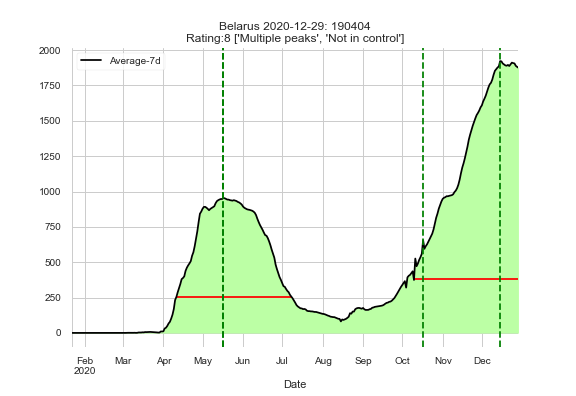 Belarus 2020-12-29: 190404
Rating:8 ['Multiple peaks', 'Not in control']
Average-7d
2000
1750
1500
1250
1000
750
500
250
0
Feb Mar Apr May Jun Jul Aug Sep Oct Nov Dec
2020
Date